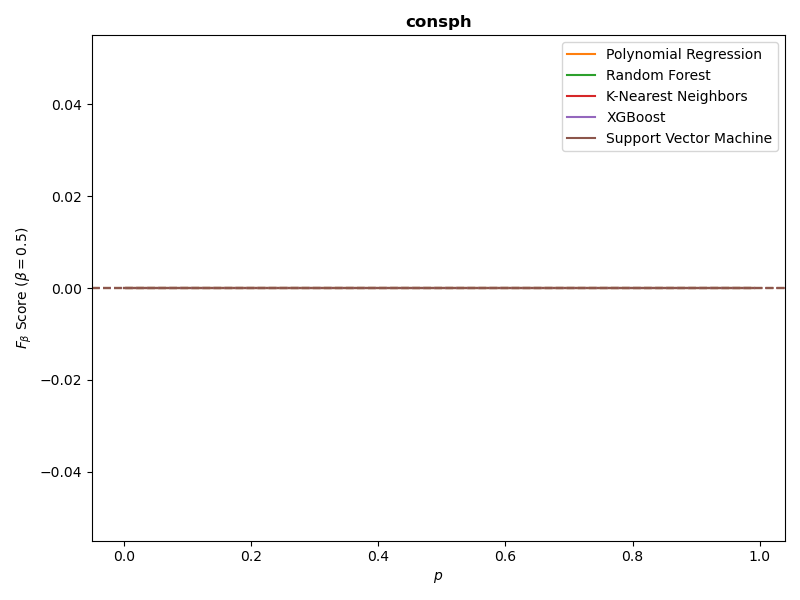 consph
Polynomial Regression
Random Forest
K-Nearest Neighbors
XGBoost
Support Vector Machine
0.04
0.02
0.00
−0.02
−0.04
Fβ Score (β = 0.5)
0.0 0.2 0.4 0.6 0.8 1.0
p